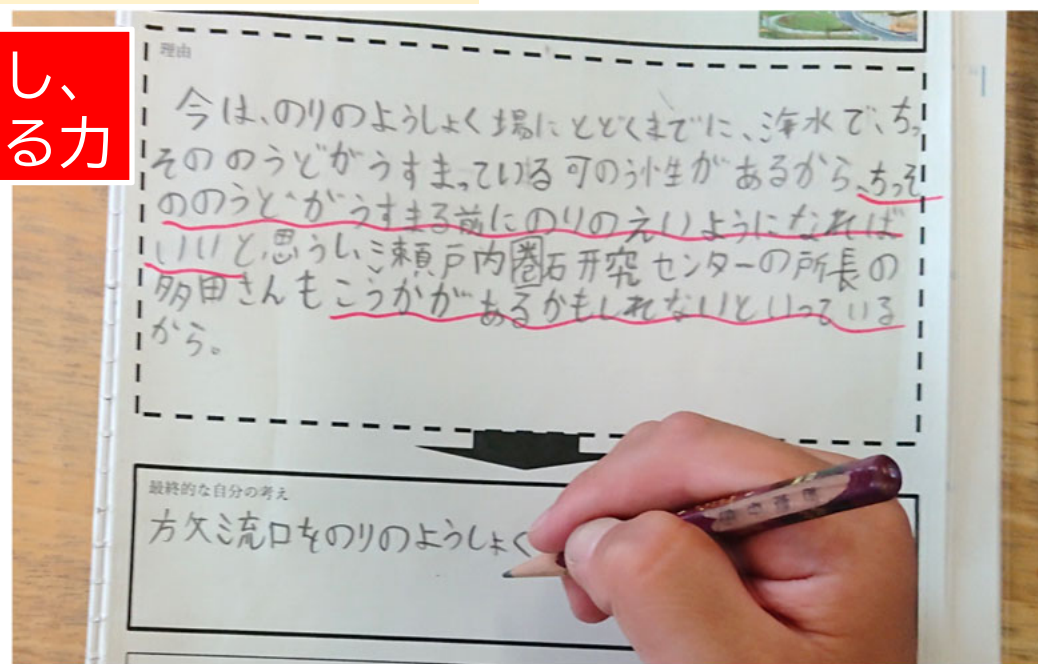 し、
る力
理由
今は、のりのようしょく場にとどくまでに、海水で、ちっ
そののうどがうすまっている可のう性があるから、ちっそ
ののうどがうすまる前にのりのえいようになれば
いいと思うし、瀬戸内圏研究センターの所長の
多田さんもこうかがあるかもしれないといっている
から。
最終的な自分の考え
放流口をのりのようしょく